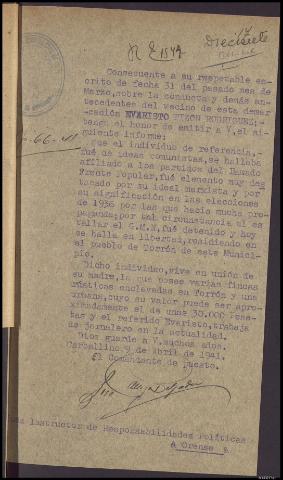 Nº E 1547
Diecisiete
Consecuente a su respetable es-
crito de fecha 31 del pasado mes de
Marzo, sobre la conducta y demás an-
tecedentes del vecino de esta demar-
cación EVARISTO PINON RODRIGUEZ;
tengo el honor de emitir a V, el si-
guiente informe:
Que el individuo de referencia,
fué de ideas comunistas, se hallaba
afiliado a los partidos del llamado
Frente Popular, fué elemento muy des
tacado por su ideal marxista y por
su significación en las elecciones
de 1936 por las que hacia mucha pro-
paganda; por tal circunstancia al es
tallar el G.M.N, fué detenido y hoy
se halla en libertad, residiendo en
el pueblo de Torrón de este Munici-
pio.
Dicho individuo, vive en unión de
su madre, la que posee varias fincas
rústicas enclavadas en Torrón y una
urbana, cuyo su valor puede ser apro-
ximadamente el de unas 30.000 pese-
tas y el referido Evaristo, trabaja
de jornalero en la actualidad.
Dios guarde a V. muchos años.
Carballino 9 de Abril de 1941.
El Comandante de puesto.
Instructor de Responsabilidades Políticas
a Orense